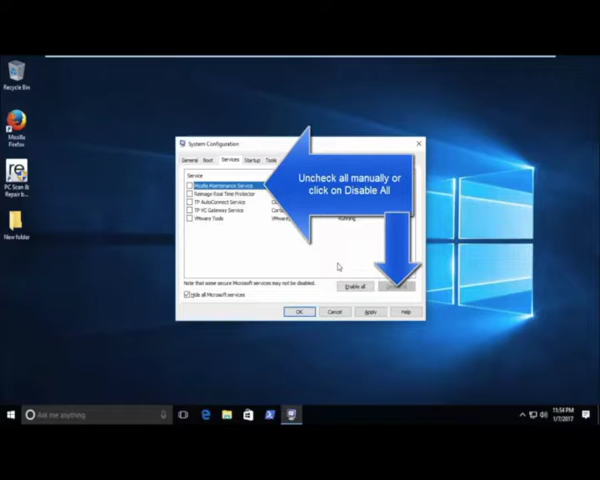 Recycle Bin
Mozilla
Firefox
PC Scan &
Repair b...
New folder
System Configuration
General Boot Services Startup Tools
Service
Mozilla Maintenance Service
Reimage Real Time Protector
TP AutoConnect Service
TP VC Gateway Service
VMware Tools
Running
Uncheck all manually or
click on Disable All
Note that some secure Microsoft services may not be disabled.
Enable all
Hide all Microsoft services
OK Cancel Apply Help
Ask me anything
11:54 PM
1/7/2017